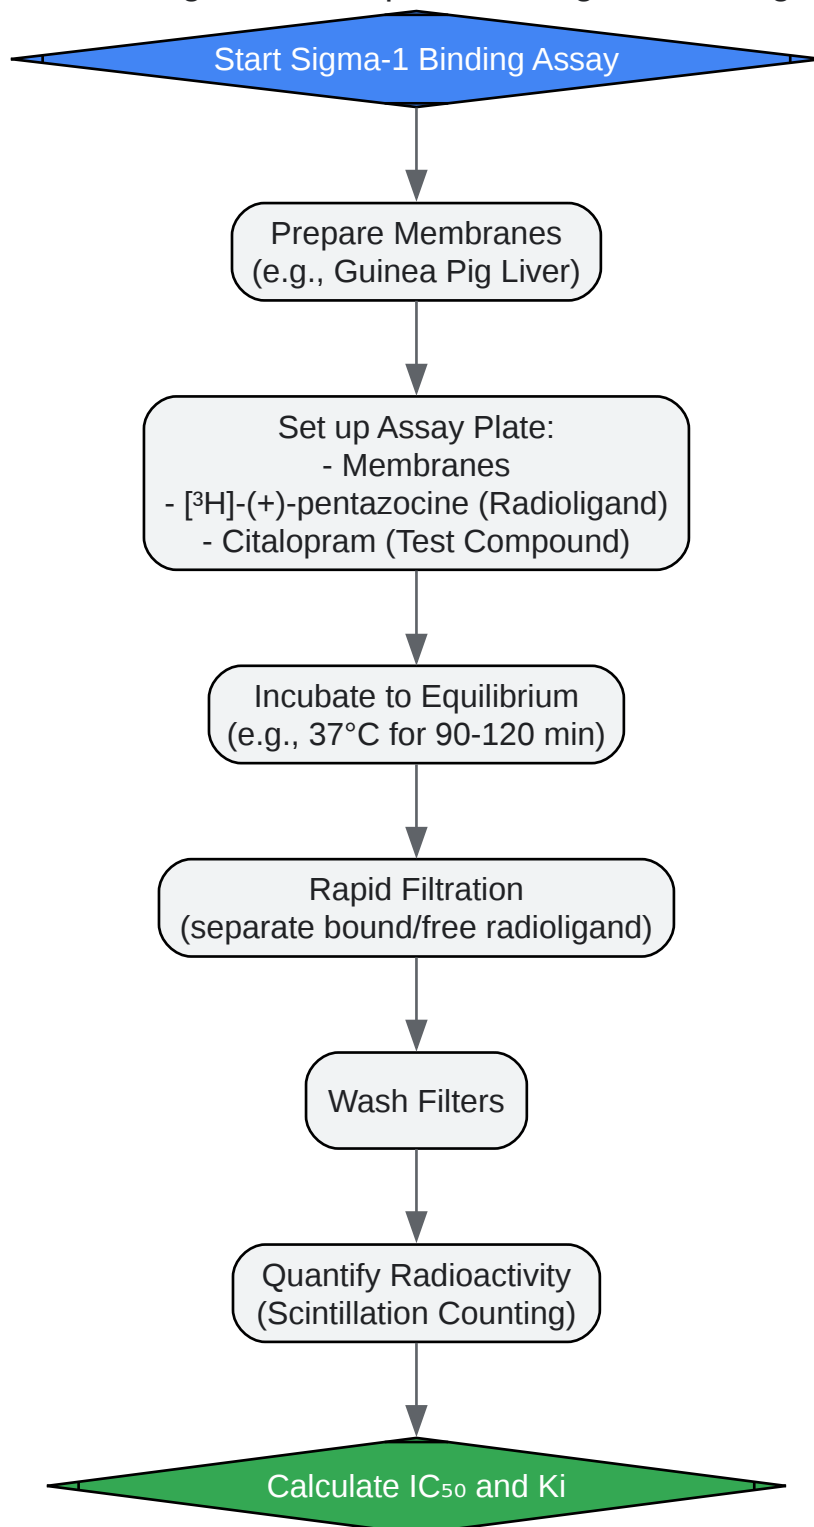 Start Sigma-1 Binding Assay
Prepare Membranes
(e.g., Guinea Pig Liver)
Set up Assay Plate:
- Membranes
- [³H]-(+)-pentazocine (Radioligand)
- Citalopram (Test Compound)
Incubate to Equilibrium
(e.g., 37°C for 90-120 min)
Rapid Filtration
(separate bound/free radioligand)
Wash Filters
Quantify Radioactivity
(Scintillation Counting)
Calculate IC₅₀ and Ki